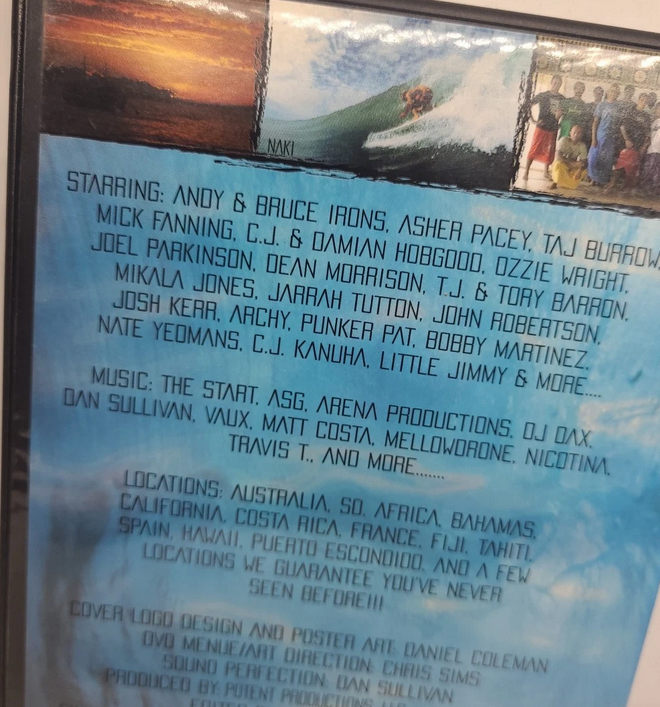 NAKI
STARRING: ANDY & BRUCE IRONS, ASHER PACEY, TAJ BURROW,
MICK FANNING, C.J. & DAMIAN HOBGOOD, OZZIE WRIGHT,
JOEL PARKINSON, DEAN MORRISON, T.J. & TORY BARRON,
MIKALA JONES, JARRAH TUTTON, JOHN ROBERTSON,
JOSH KERR, ARCHY, PUNKER PAT, BOBBY MARTINEZ,
NATE YEOMANS, C.J. KANUHA, LITTLE JIMMY & MORE....
MUSIC: THE START, ASG, ARENA PRODUCTIONS, DJ DAX,
DAN SULLIVAN, VAUX, MATT COSTA, MELLOWDRONE, NICOTINA,
TRAVIS T., AND MORE.......
LOCATIONS: AUSTRALIA, SO. AFRICA, BAHAMAS,
CALIFORNIA, COSTA RICA, FRANCE, FIJI, TAHITI,
SPAIN, HAWAII, PUERTO ESCONDIDO, AND A FEW
LOCATIONS WE GUARANTEE YOU'VE NEVER
SEEN BEFORE!!!
COVER LOGO DESIGN AND POSTER ART: DANIEL COLEMAN
DVD MENUE/ART DIRECTION: CHRIS SIMS
SOUND PERFECTION: DAN SULLIVAN
PRODUCED BY: POTENT PRODUCTIONS